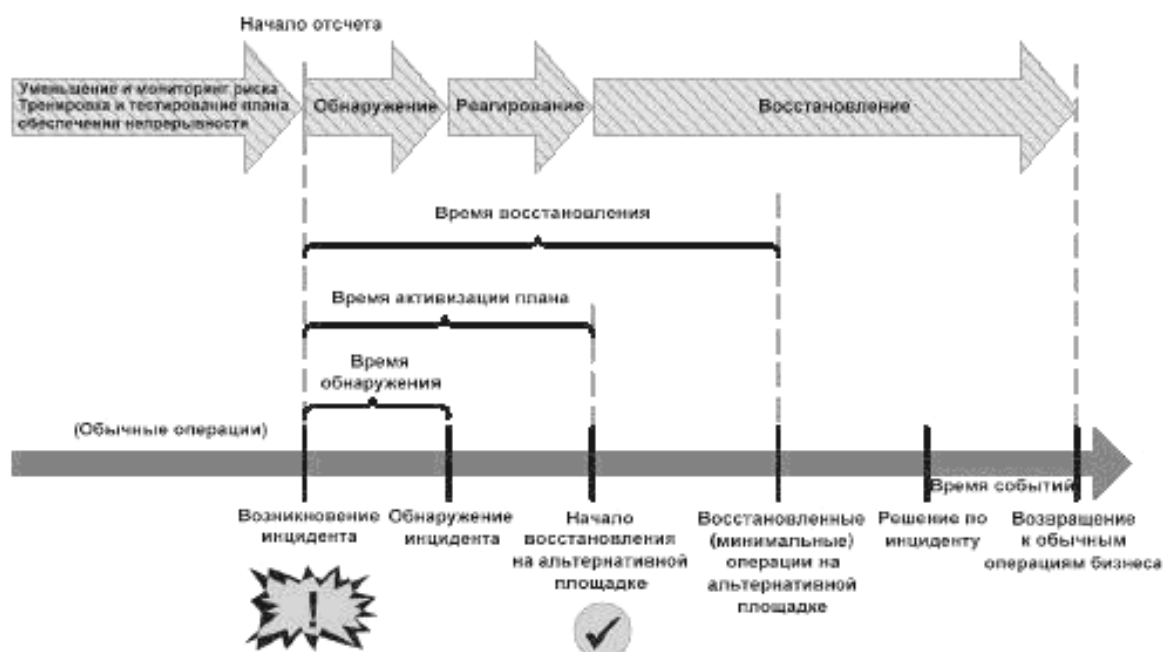 Начало отсчета
Уменьшение и мониторинг риска
Тренировка и тестирование плана
обеспечения непрерывности
Обнаружение
Реагирование
Восстановление
Время восстановления
Время активизации плана
Время
обнаружения
(Обычные операции)
Время событий
Возникновение
инцидента
Обнаружение
инцидента
Начало
восстановления
на альтернативной
площадке
Восстановленные
(минимальные)
операции на
альтернативной
площадке
Решение по
инциденту
Возвращение
к обычным
операциям бизнеса
!